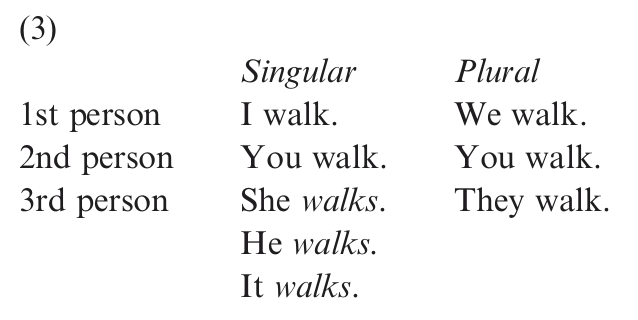 (3)
Singular Plural
1st person I walk. We walk.
2nd person You walk. You walk.
3rd person She walks. They walk.
He walks.
It walks.